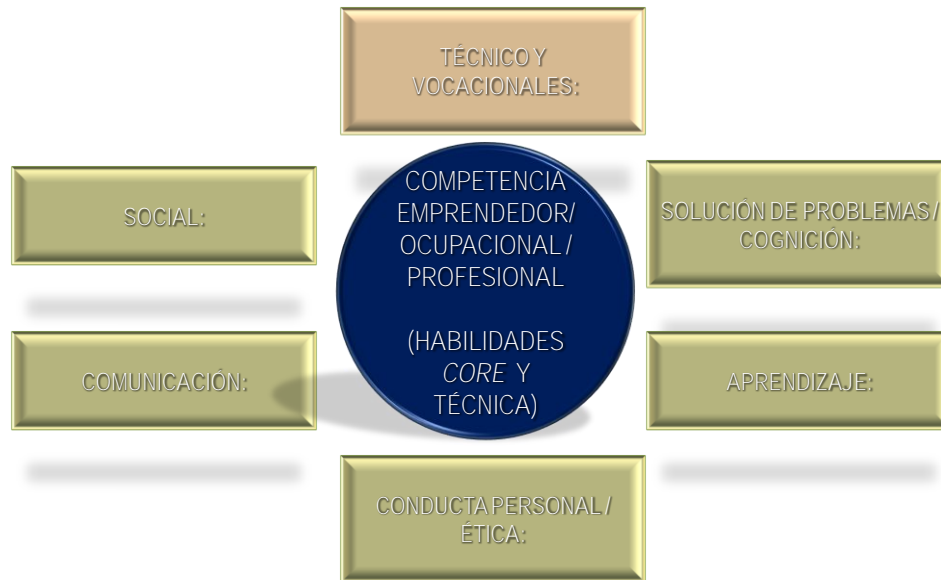 TÉCNICO Y
VOCACIONALES:
SOCIAL:
COMPETENCIA
EMPRENDEDOR/
OCUPACIONAL /
PROFESIONAL
(HABILIDADES
CORE Y
TÉCNICA)
SOLUCIÓN DE PROBLEMAS /
COGNICIÓN:
COMUNICACIÓN:
APRENDIZAJE:
CONDUCTA PERSONAL /
ÉTICA: